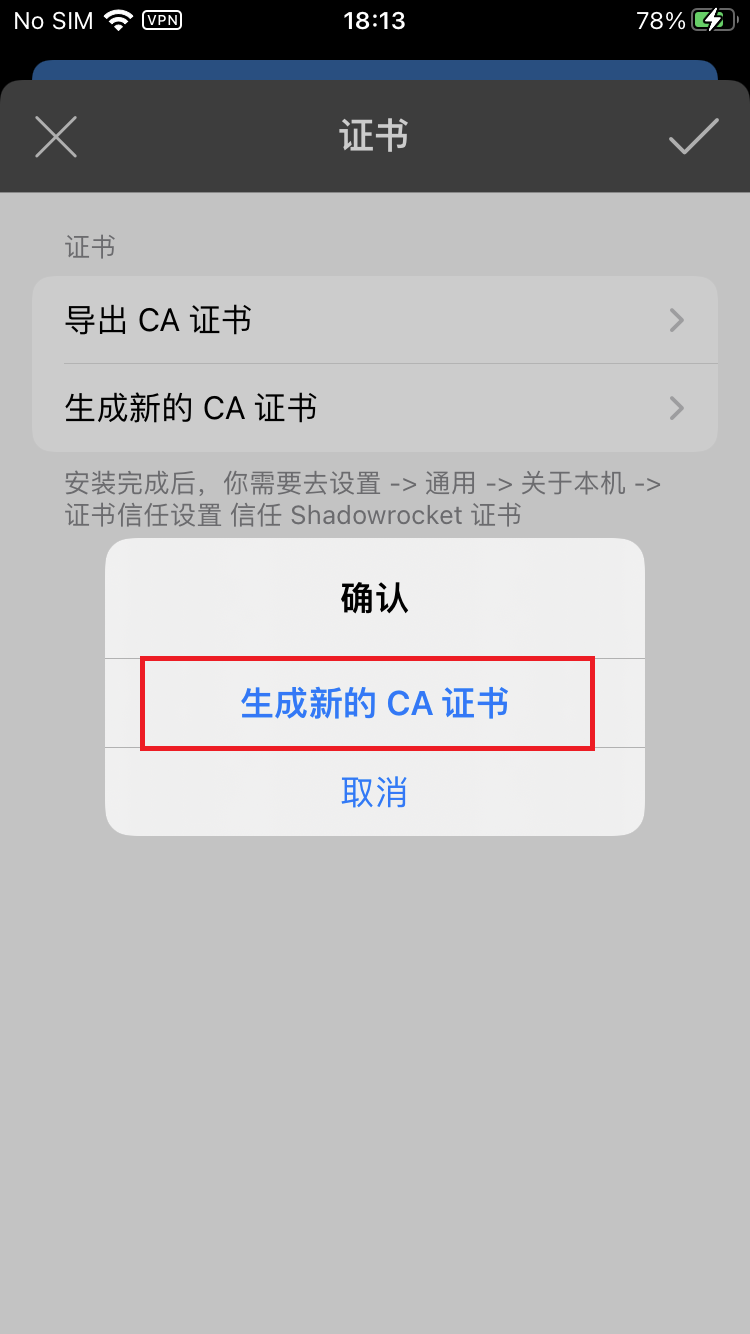 No SIM VPN 18:13 78%
证书
证书
导出 CA 证书
生成新的 CA 证书
安装完成后，你需要去设置 -> 通用 -> 关于本机 ->
证书信任设置 信任 Shadowrocket 证书
确认
生成新的 CA 证书
取消